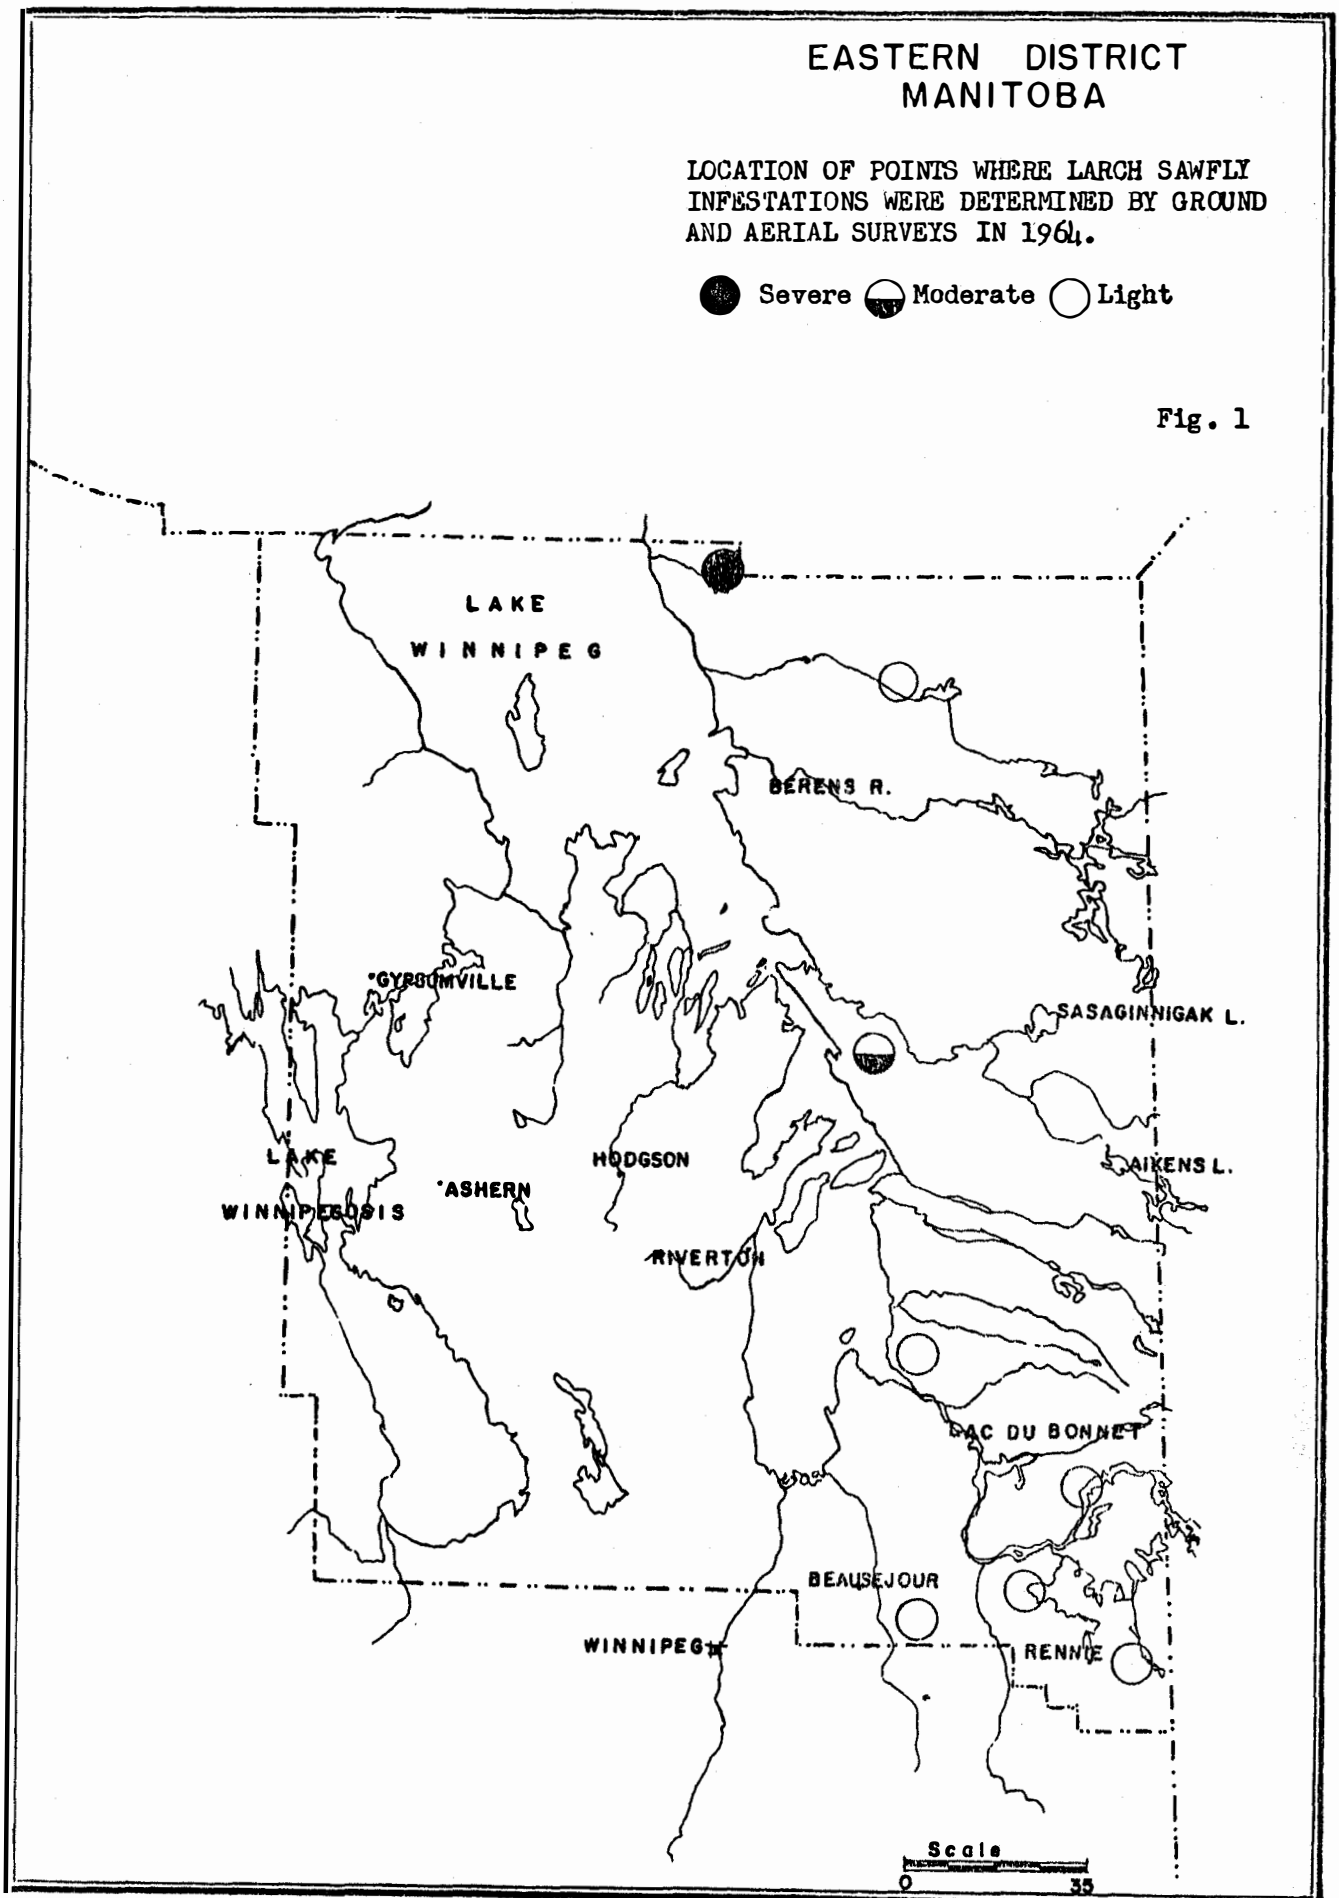 EASTERN DISTRICT
MANITOBA
LOCATION OF POINTS WHERE LARCH SAWFLY
INFESTATIONS WERE DETERMINED BY GROUND
AND AERIAL SURVEYS IN 1964.
Severe Moderate Light
Fig. 1
LAKE
WINNIPEG
BERENS R.
GYPSUMVILLE
SASAGINNIGAK L.
LAKE
HODGSON
AIKENS L.
ASHERN
WINNIPEGOSIS
RIVERTON
LAC DU BONNET
BEAUSEJOUR
WINNIPEG
RENNIE
Scale
0 35